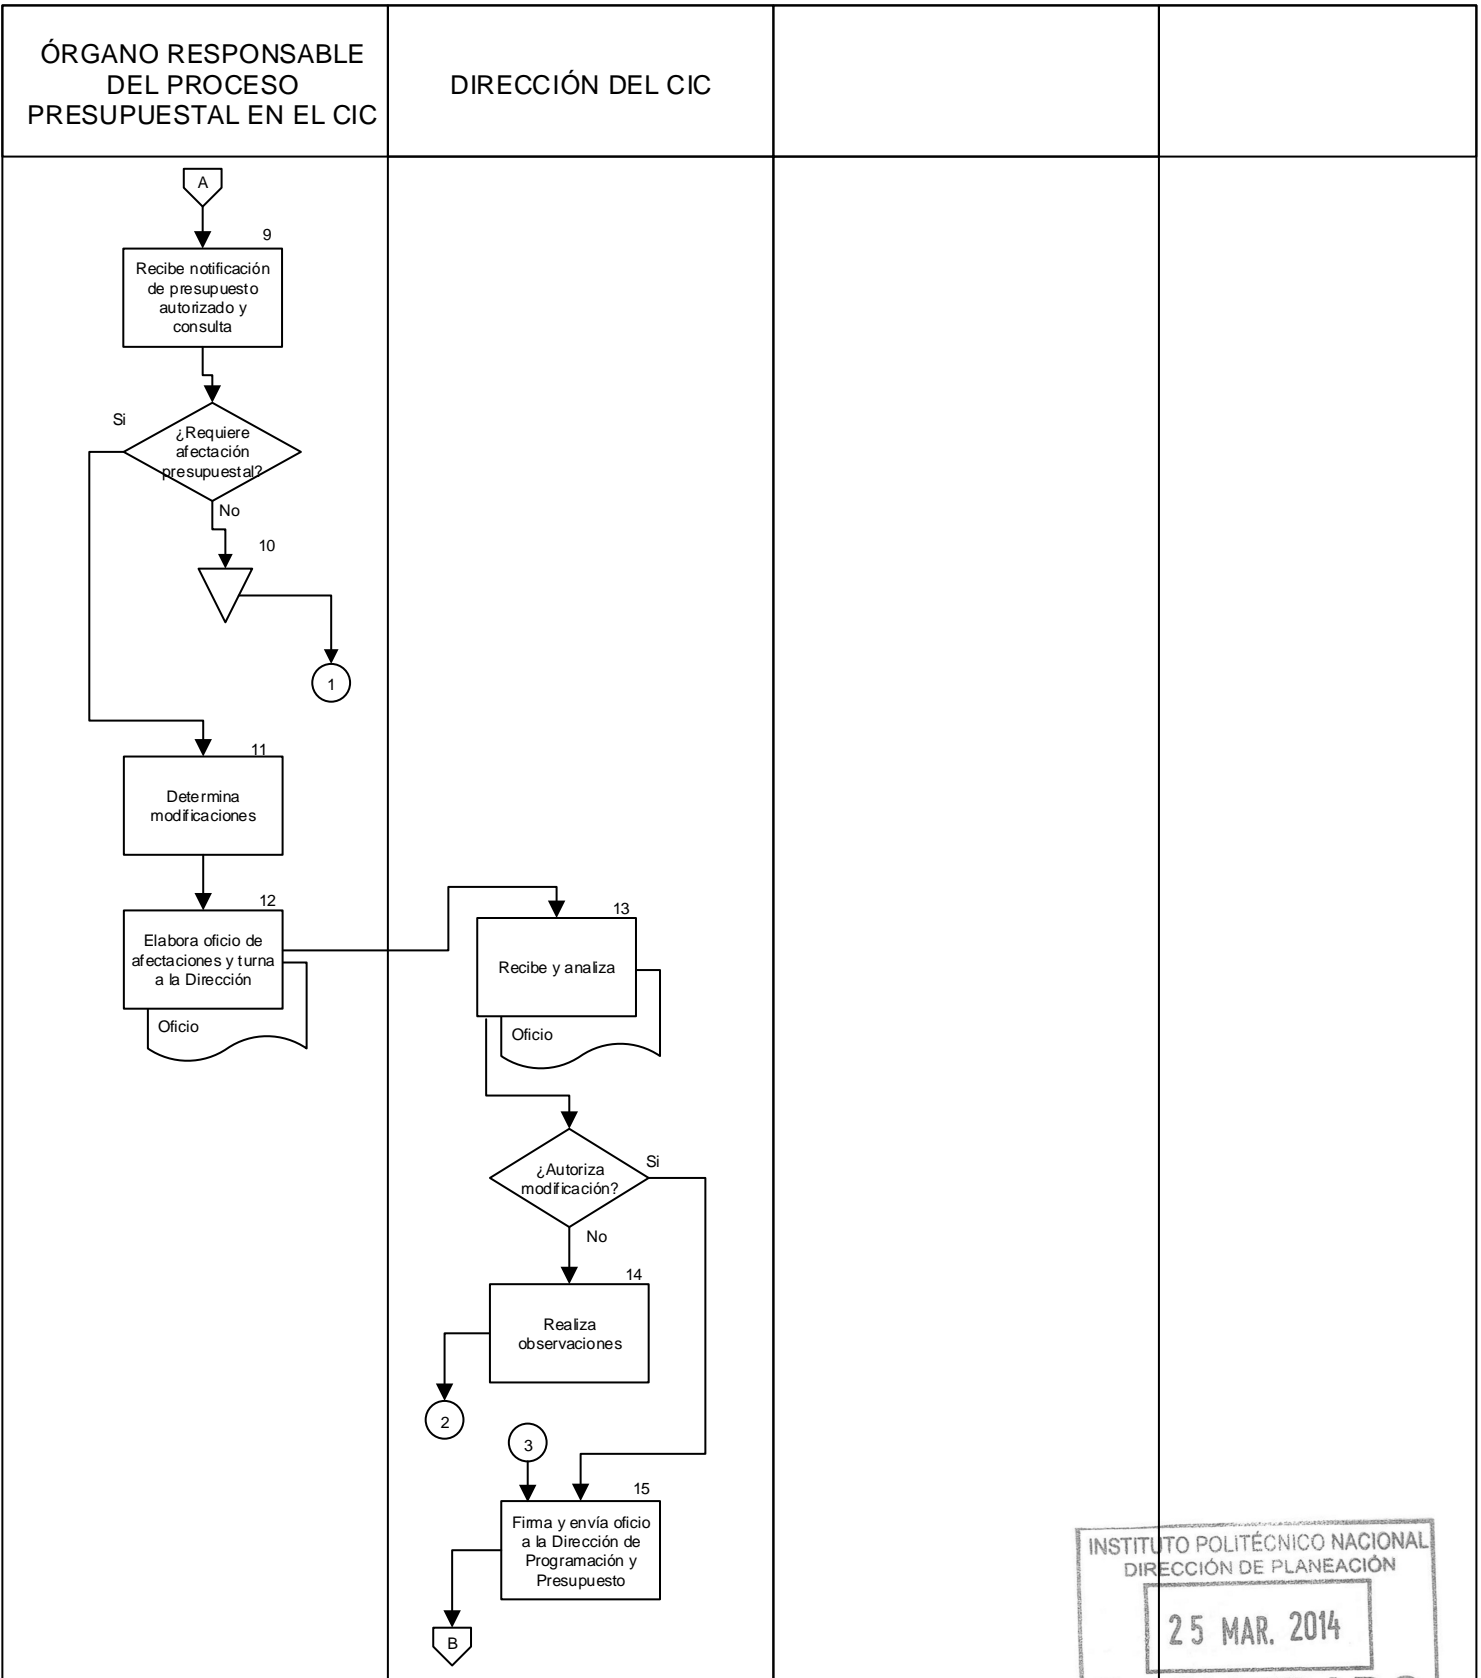 ÓRGANO RESPONSABLE
DEL PROCESO
PRESUPUESTAL EN EL CIC
DIRECCIÓN DEL CIC
A
9
Recibe notificación
de presupuesto
autorizado y
consulta
Si
¿Requiere
afectación
presupuestal?
No
10
1
11
Determina
modificaciones
12
Elabora oficio de
afectaciones y turna
a la Dirección
Oficio
13
Recibe y analiza
Oficio
¿Autoriza
modificación?
Si
No
14
Realiza
observaciones
2
3
15
Firma y envía oficio
a la Dirección de
Programación y
Presupuesto
B
INSTITUTO POLITÉCNICO NACIONAL
DIRECCIÓN DE PLANEACIÓN
25 MAR. 2014